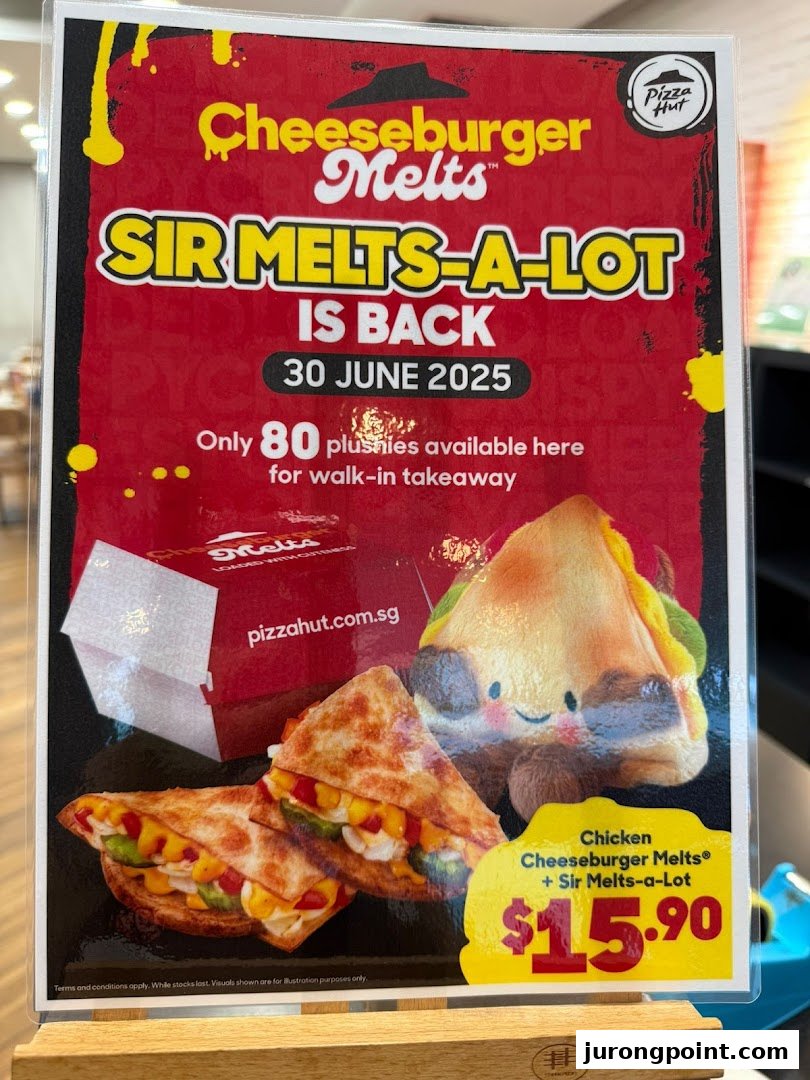 Pizza
Hut
Cheeseburger
Melts™
SIR MELTS-A-LOT
IS BACK
30 JUNE 2025
Only 80 plushies available here
for walk-in takeaway
Cheeseburger
Melts
LOADED WITH CUTENESS
pizzahut.com.sg
Chicken
Cheeseburger Melts®
+ Sir Melts-a-Lot
$15.90
Terms and conditions apply. While stocks last. Visuals shown are for illustration purposes only.
jurongpoint.com